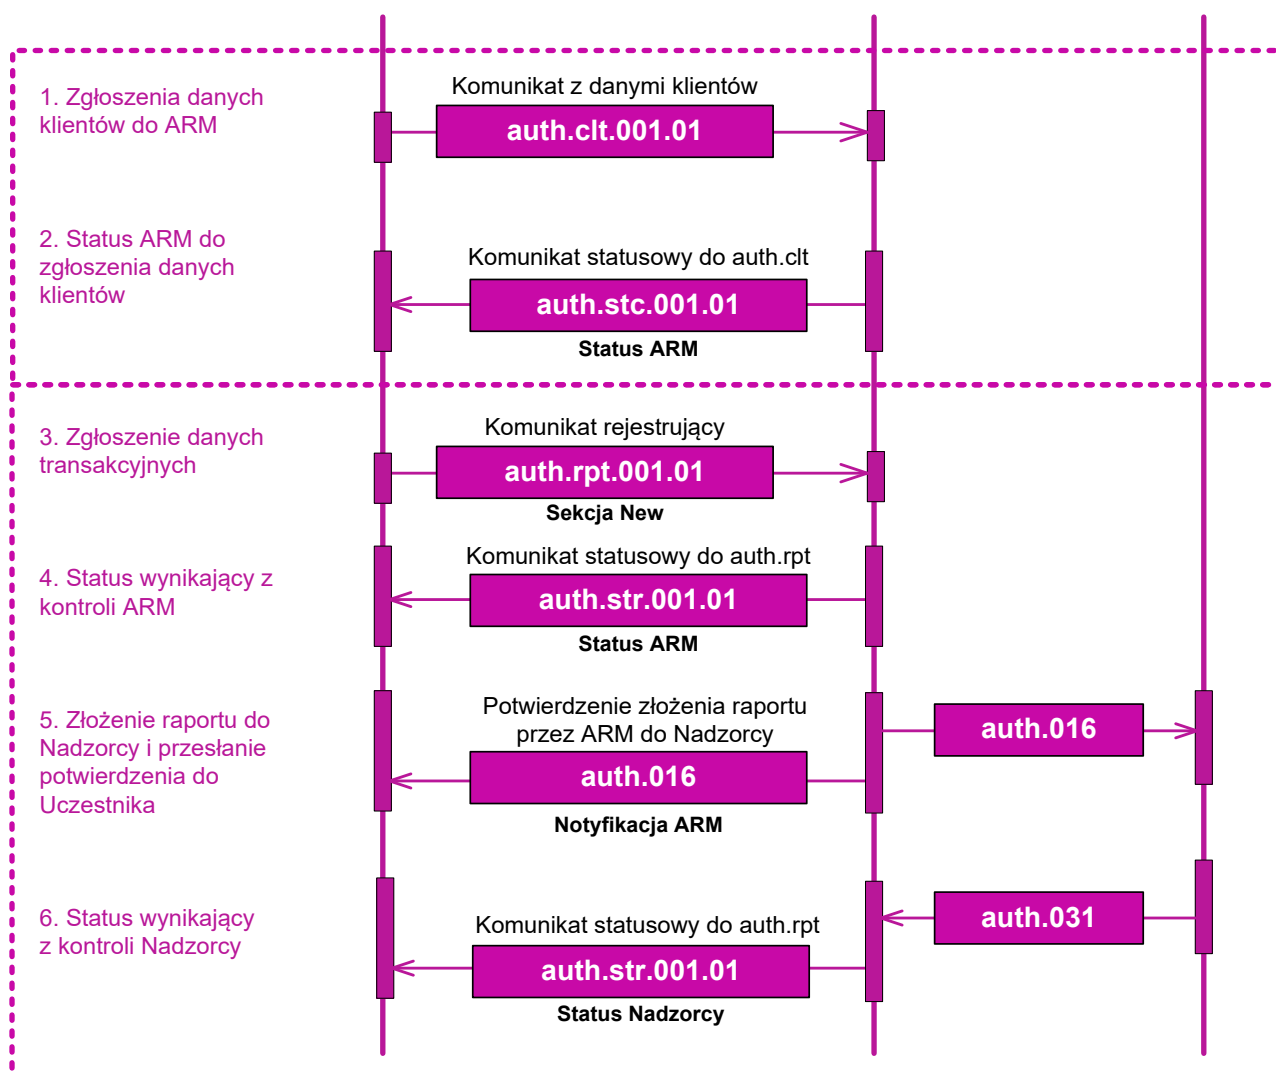 1. Zgłoszenia danych
klientów do ARM
Komunikat z danymi klientów
auth.clt.001.01
2. Status ARM do
zgłoszenia danych
klientów
Komunikat statusowy do auth.clt
auth.stc.001.01
Status ARM
3. Zgłoszenie danych
transakcyjnych
Komunikat rejestrujący
auth.rpt.001.01
Sekcja New
4. Status wynikający z
kontroli ARM
Komunikat statusowy do auth.rpt
auth.str.001.01
Status ARM
5. Złożenie raportu do
Nadzorcy i przesłanie
potwierdzenia do
Uczestnika
Potwierdzenie złożenia raportu
przez ARM do Nadzorcy
auth.016
Notyfikacja ARM
auth.016
6. Status wynikający
z kontroli Nadzorcy
auth.031
Komunikat statusowy do auth.rpt
auth.str.001.01
Status Nadzorcy